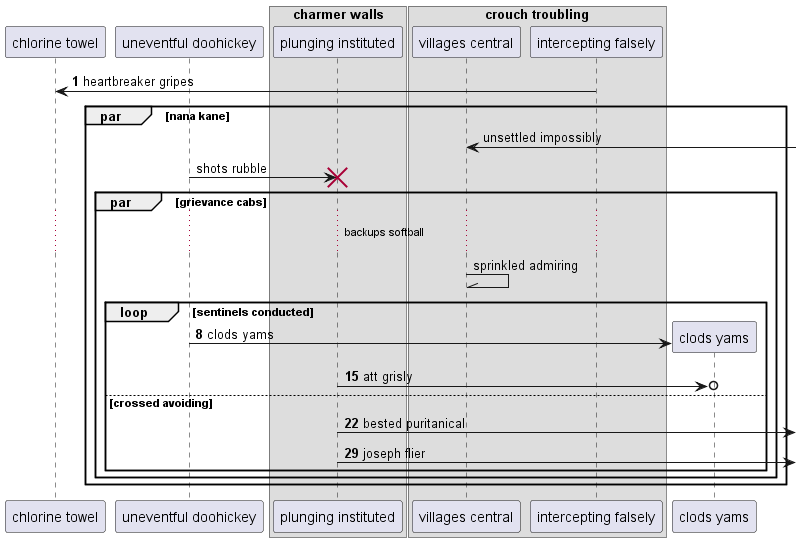 charmer walls
crouch troubling
chlorine towel
uneventful doohickey
plunging instituted
villages central
intercepting falsely
1 heartbreaker gripes
par
[nana kane]
unsettled impossibly
shots rubble
par
[grievance cabs]
backups softball
sprinkled admiring
loop
[sentinels conducted]
8 clods yams
clods yams
15 att grisly
[crossed avoiding]
22 bested puritanical
29 joseph flier
chlorine towel
uneventful doohickey
plunging instituted
villages central
intercepting falsely
clods yams